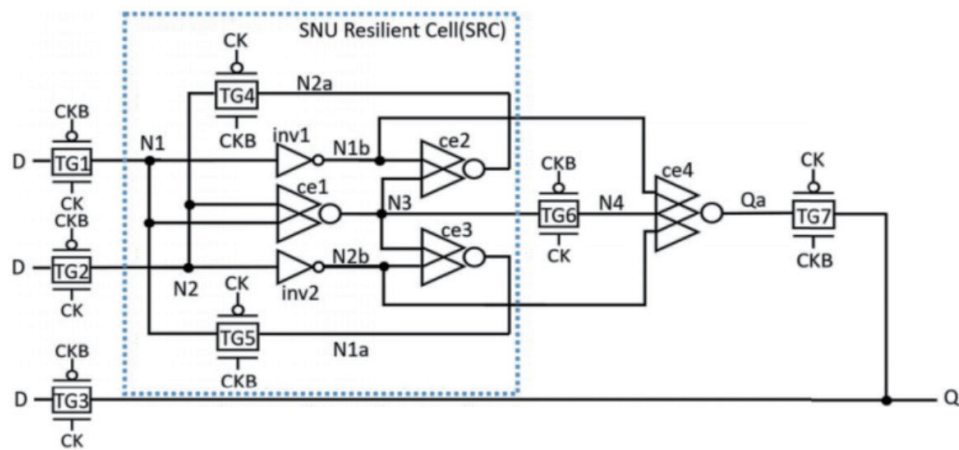 SNU Resilient Cell(SRC)
CK
TG4
N2a
CKB
CKB
D
TG1
N1
inv1
N1b
ce2
CK
ce1
N3
CKB
TG6
N4
CK
ce4
Qa
CK
TG7
CKB
CKB
D
TG2
N2
CK
inv2
N2b
ce3
CK
TG5
N1a
CKB
CKB
D
TG3
Q
CK